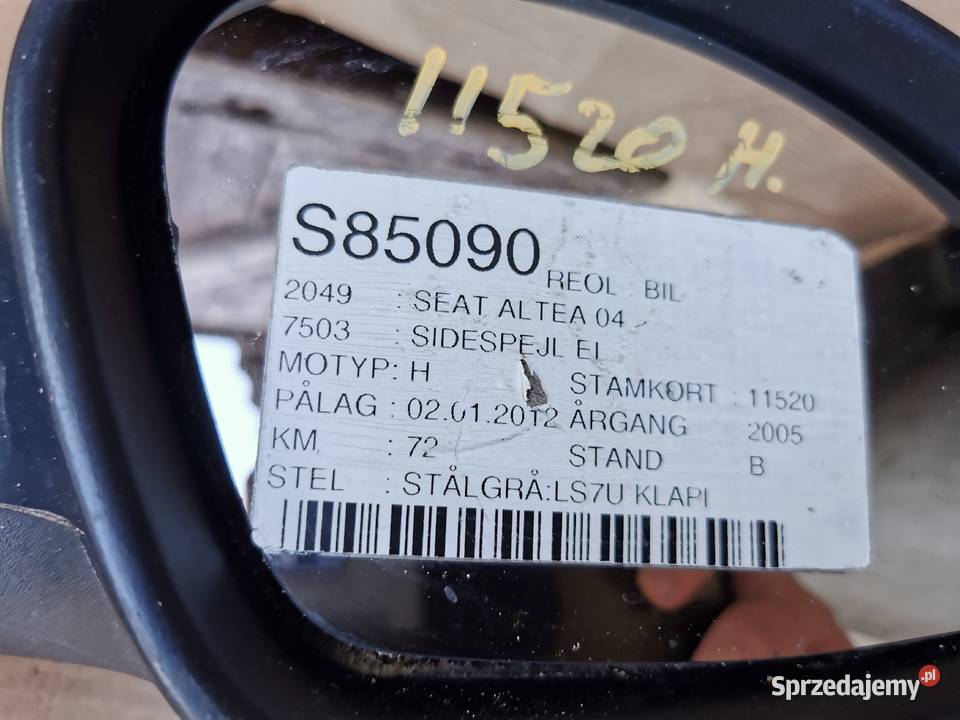 11520 H.
S85090 REOL : BIL
2049 : SEAT ALTEA 04 -
7503 : SIDESPEJL EL
MOTYP: H STAMKORT : 11520
PÅLAG : 02.01.2012 ÅRGANG 2005
KM : 72 STAND B
STEL : STÅLGRÅ:LS7U KLAPI
Sprzedajemy.pl